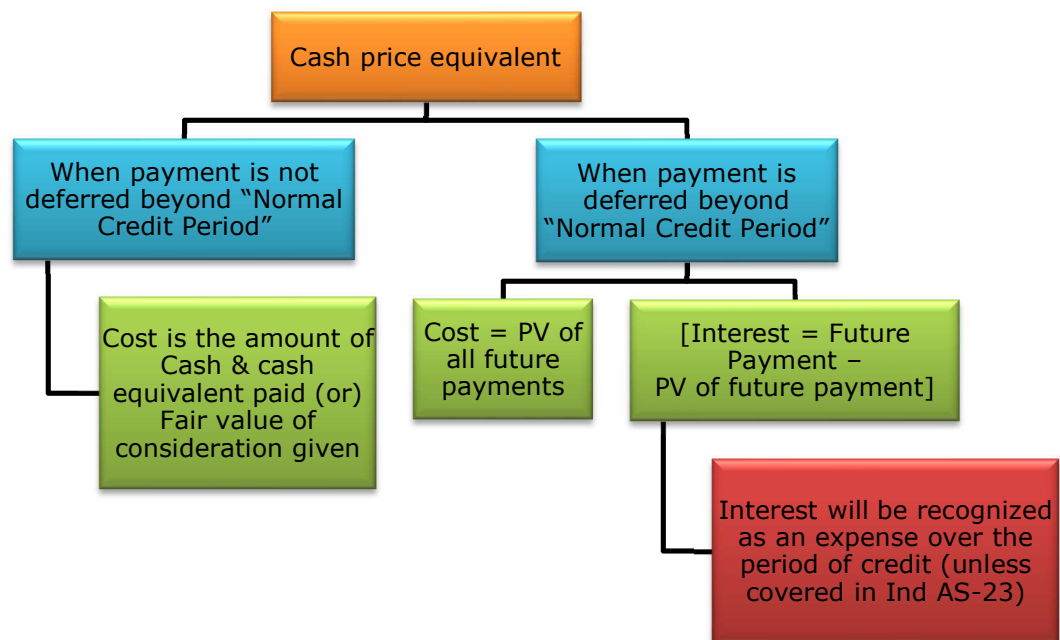 Cash price equivalent
When payment is not
deferred beyond “Normal
Credit Period”
Cost is the amount of
Cash & cash
equivalent paid (or)
Fair value of
consideration given
When payment is
deferred beyond
“Normal Credit Period”
Cost = PV of
all future
payments
[Interest = Future
Payment –
PV of future payment]
Interest will be recognized
as an expense over the
period of credit (unless
covered in Ind AS-23)